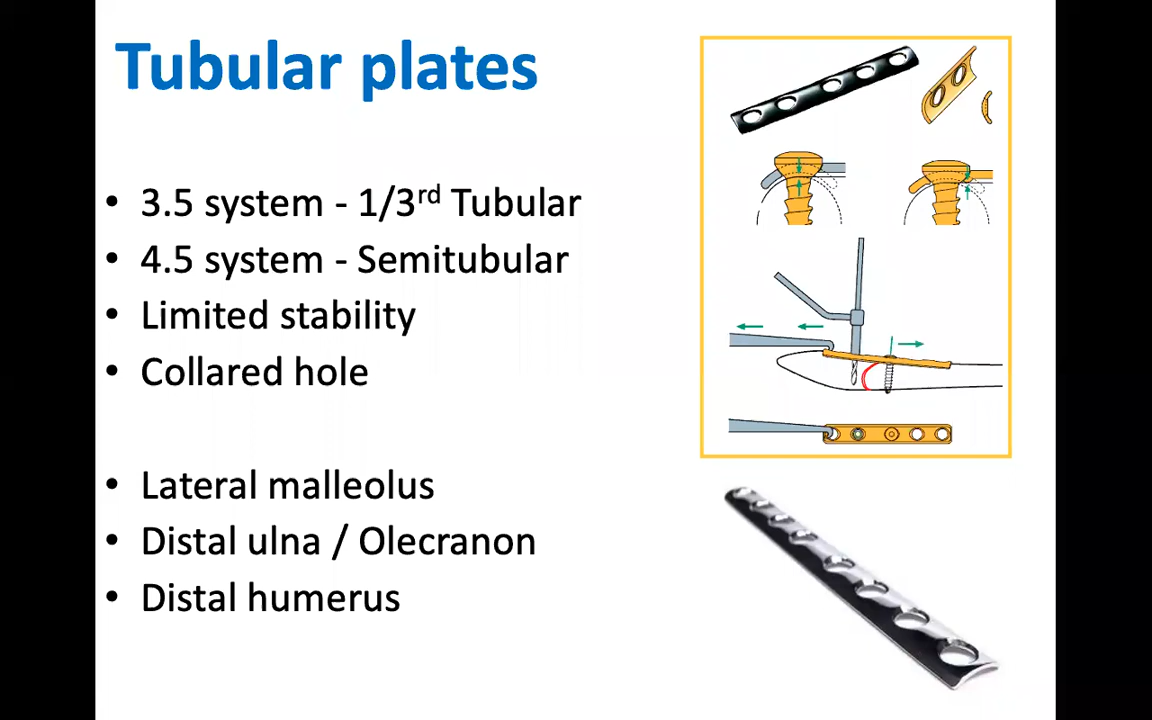 Tubular plates
• 3.5 system - 1/3rd Tubular
• 4.5 system - Semitubular
• Limited stability
• Collared hole
• Lateral malleolus
• Distal ulna / Olecranon
• Distal humerus